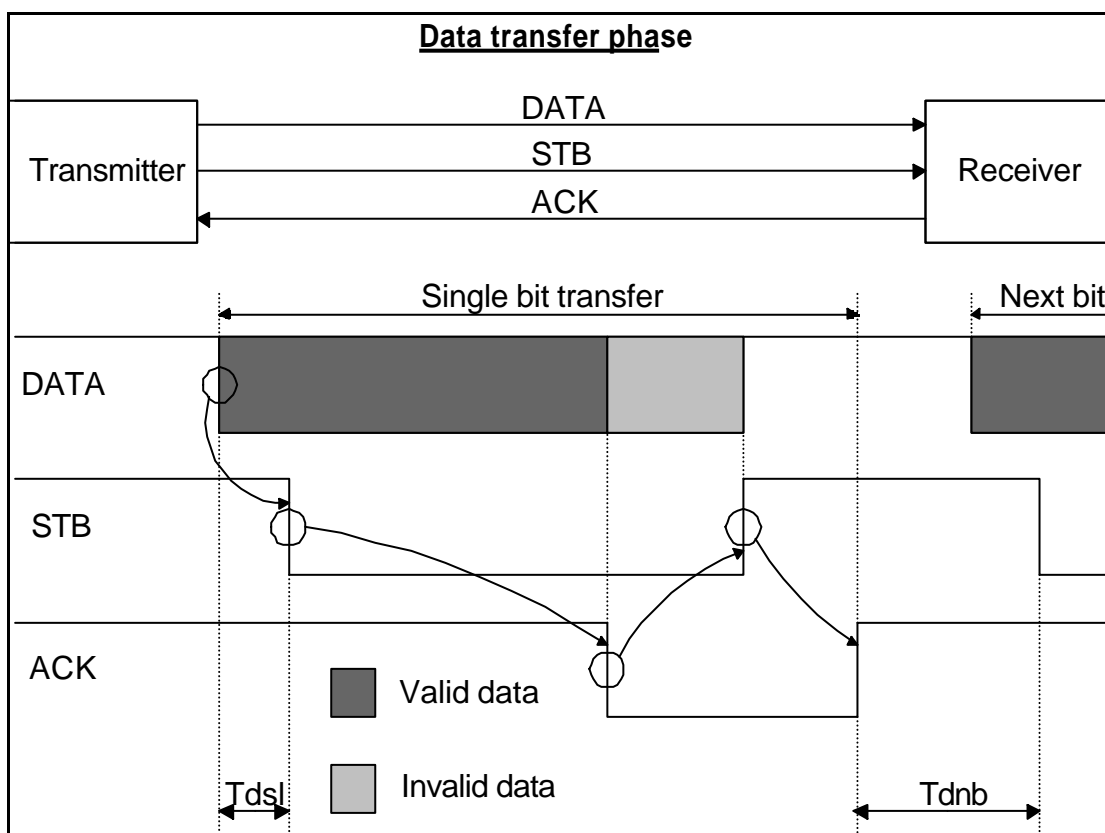 Data transfer phase
DATA
STB
ACK
Transmitter
Receiver
Single bit transfer
Next bit
DATA
STB
ACK
Valid data
Invalid data
Tdsl
Tdnb